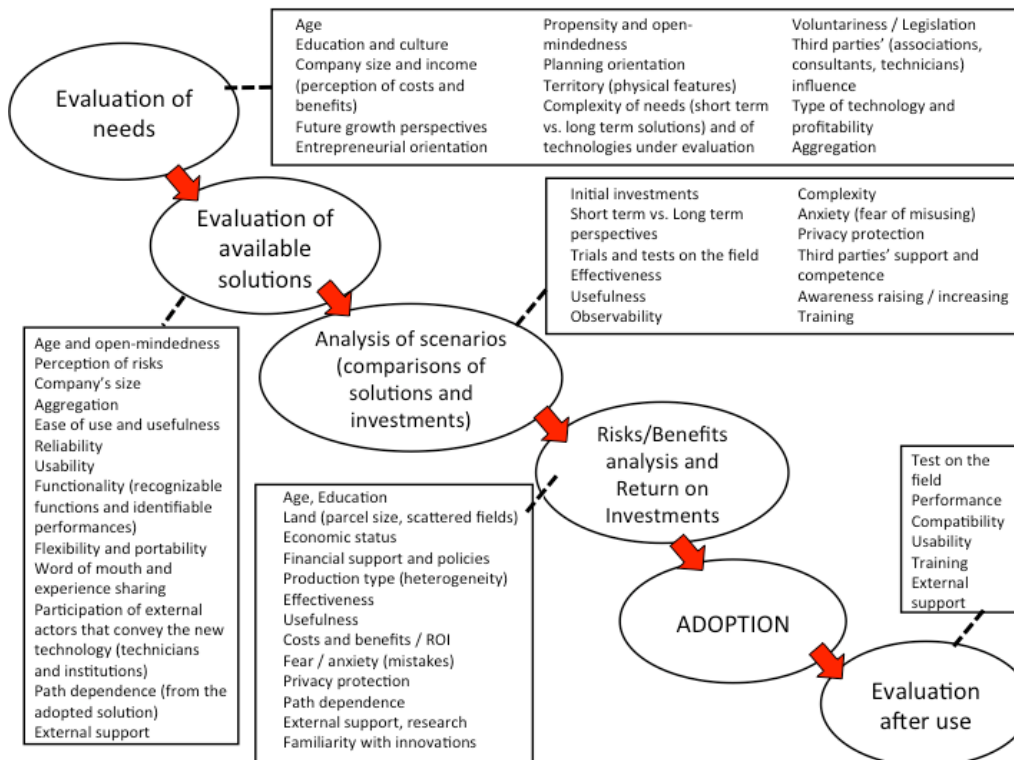 Evaluation of
needs
Age
Education and culture
Company size and income
(perception of costs and
benefits)
Future growth perspectives
Entrepreneurial orientation
Propensity and open-
mindedness
Planning orientation
Territory (physical features)
Complexity of needs (short term
vs. long term solutions) and of
technologies under evaluation
Voluntariness / Legislation
Third parties’ (associations,
consultants, technicians)
influence
Type of technology and
profitability
Aggregation
Evaluation of
available
solutions
Age and open-mindedness
Perception of risks
Company’s size
Aggregation
Ease of use and usefulness
Reliability
Usability
Functionality (recognizable
functions and identifiable
performances)
Flexibility and portability
Word of mouth and
experience sharing
Participation of external
actors that convey the new
technology (technicians
and institutions)
Path dependence (from the
adopted solution)
External support
Analysis of scenarios
(comparisons of
solutions and
investments)
Initial investments
Short term vs. Long term
perspectives
Trials and tests on the field
Effectiveness
Usefulness
Observability
Complexity
Anxiety (fear of misusing)
Privacy protection
Third parties’ support and
competence
Awareness raising / increasing
Training
Risks/Benefits
analysis and
Return on
Investments
Age, Education
Land (parcel size, scattered fields)
Economic status
Financial support and policies
Production type (heterogeneity)
Effectiveness
Usefulness
Costs and benefits / ROI
Fear / anxiety (mistakes)
Privacy protection
Path dependence
External support, research
Familiarity with innovations
ADOPTION
Evaluation
after use
Test on the
field
Performance
Compatibility
Usability
Training
External
support